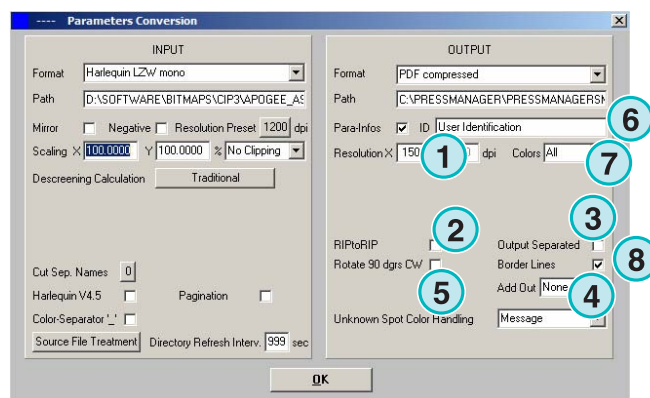 ---- Parameters Conversion
INPUT
Format Harlequin LZW mono
Path D:\SOFTWARE\BITMAPS\CIP3\APOGEE_AS
Mirror Negative Resolution Preset 1200 dpi
Scaling X 100.0000 Y 100.0000 % No Clipping
Descreening Calculation Traditional
Cut Sep. Names 0
Harlequin V4.5 Pagination
Color-Separator '_'
Source File Treatment Directory Refresh Interv. 999 sec
OUTPUT
Format PDF compressed
Path C:\PRESSMANAGER\PRESSMANAGERSM
Para-Infos ID User Identification 6
Resolution X 150 1 dpi Colors All 7
RIPtoRIP 2 Output Separated 3
Rotate 90 dgrs CW Border Lines 8
5 Add Out None 4
Unknown Spot Color Handling Message
OK